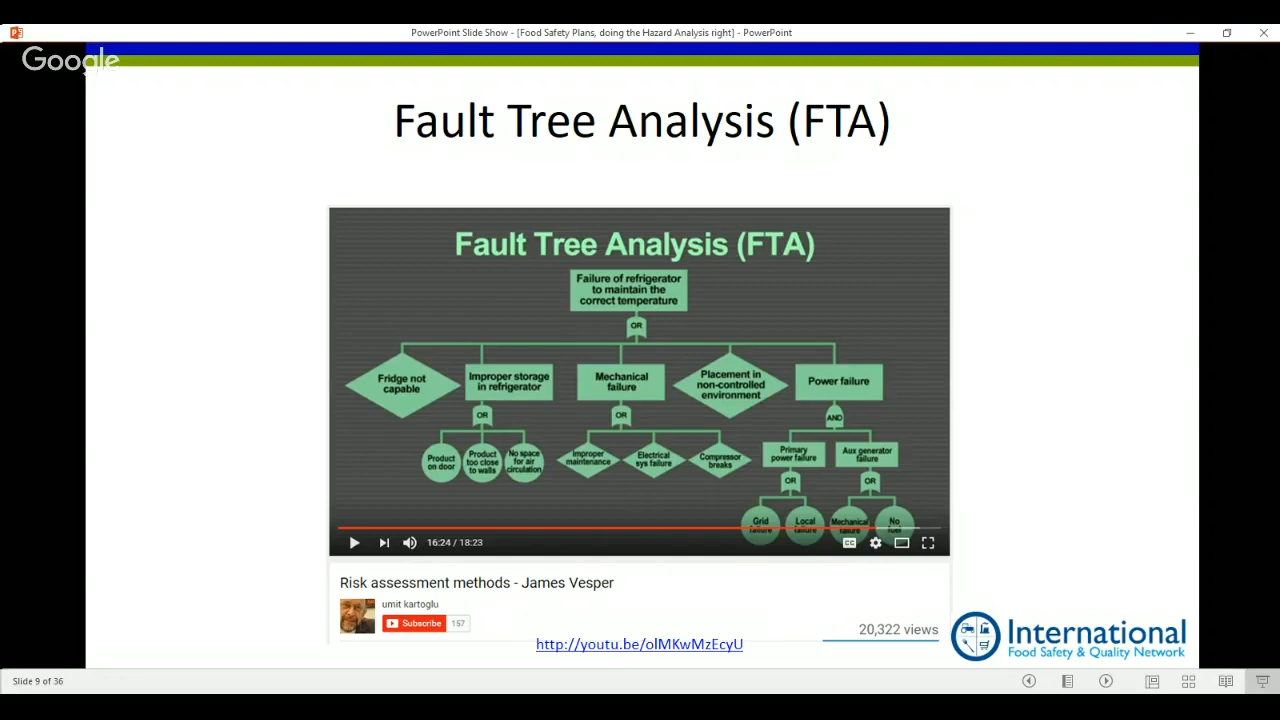 PowerPoint Slide Show - [Food Safety Plans, doing the Hazard Analysis right] - PowerPoint
Google
Fault Tree Analysis (FTA)
Fault Tree Analysis (FTA)
Failure of refrigerator
to maintain the
correct temperature
OR
Fridge not
capable
Improper storage
in refrigerator
Mechanical
failure
Placement in
non-controlled
environment
Power failure
OR
OR
AND
Product
on door
Product
too close
to walls
No space
for air
circulation
Improper
maintenance
Electrical
sys failure
Compressor
breaks
Primary
power failure
Aux generator
failure
OR
OR
Grid
failure
Local
failure
Mechanical
failure
No
fuel
16:24 / 18:23
CC
Risk assessment methods - James Vesper
umit kartoglu
Subscribe 157
20,322 views
http://youtu.be/olMKwMzEcyU
International
Food Safety & Quality Network
Slide 9 of 36